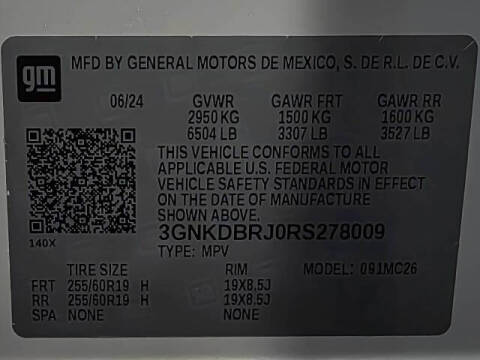 gm
MFD BY GENERAL MOTORS DE MEXICO, S. DE R.L. DE C.V.
06/24 GVWR GAWR FRT GAWR RR
2950 KG 1500 KG 1600 KG
6504 LB 3307 LB 3527 LB
THIS VEHICLE CONFORMS TO ALL
APPLICABLE U.S. FEDERAL MOTOR
VEHICLE SAFETY STANDARDS IN EFFECT
ON THE DATE OF MANUFACTURE
SHOWN ABOVE.
140X
3GNKDBRJ0RS278009
TYPE: MPV
TIRE SIZE RIM MODEL: 091MC26
FRT 255/60R19 H 19X8.5J
RR 255/60R19 H 19X8.5J
SPA NONE NONE